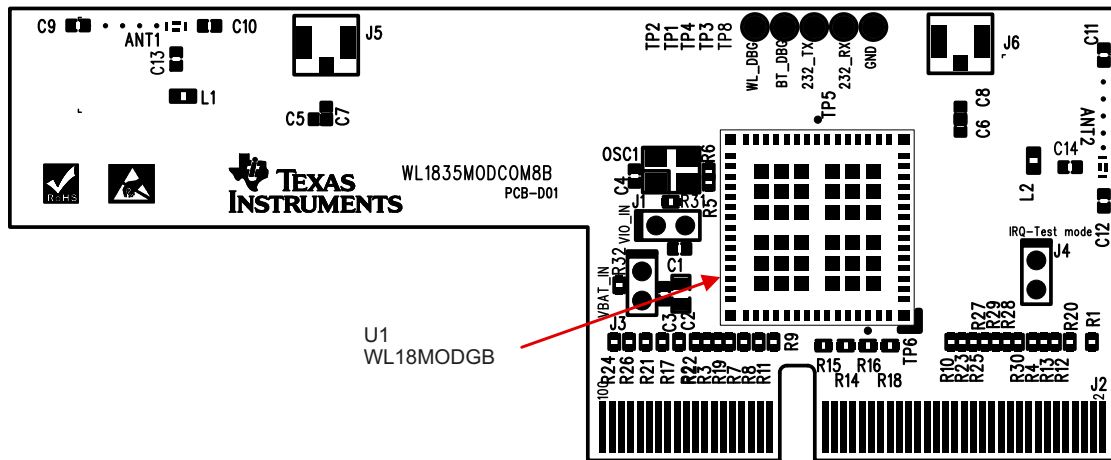 C9
ANT1
C10
C13
L1
J5
C5
C7
TP2
TP1
TP4
TP3
TP8
WL_DBG
BT_DBG
232_TX
232_RX
GND
TP5
J6
C11
C8
C6
ANT2
C14
L2
C12
RoHS
TEXAS
INSTRUMENTS
WL1835MODCOM8B
PCB-D01
OSC1
R6
C4
R5
J1
R31
VIO_IN
C1
R32
VBAT_IN
J3
C3
C2
IRQ-Test mode
J4
U1
WL18MODGB
R24
R26
R21
R17
R22
R3
R19
R7
R8
R11
R9
R15
R14
R16
R18
TP6
R27
R29
R28
R20
R1
R10
R23
R25
R30
R4
R13
R12
100
J2
2